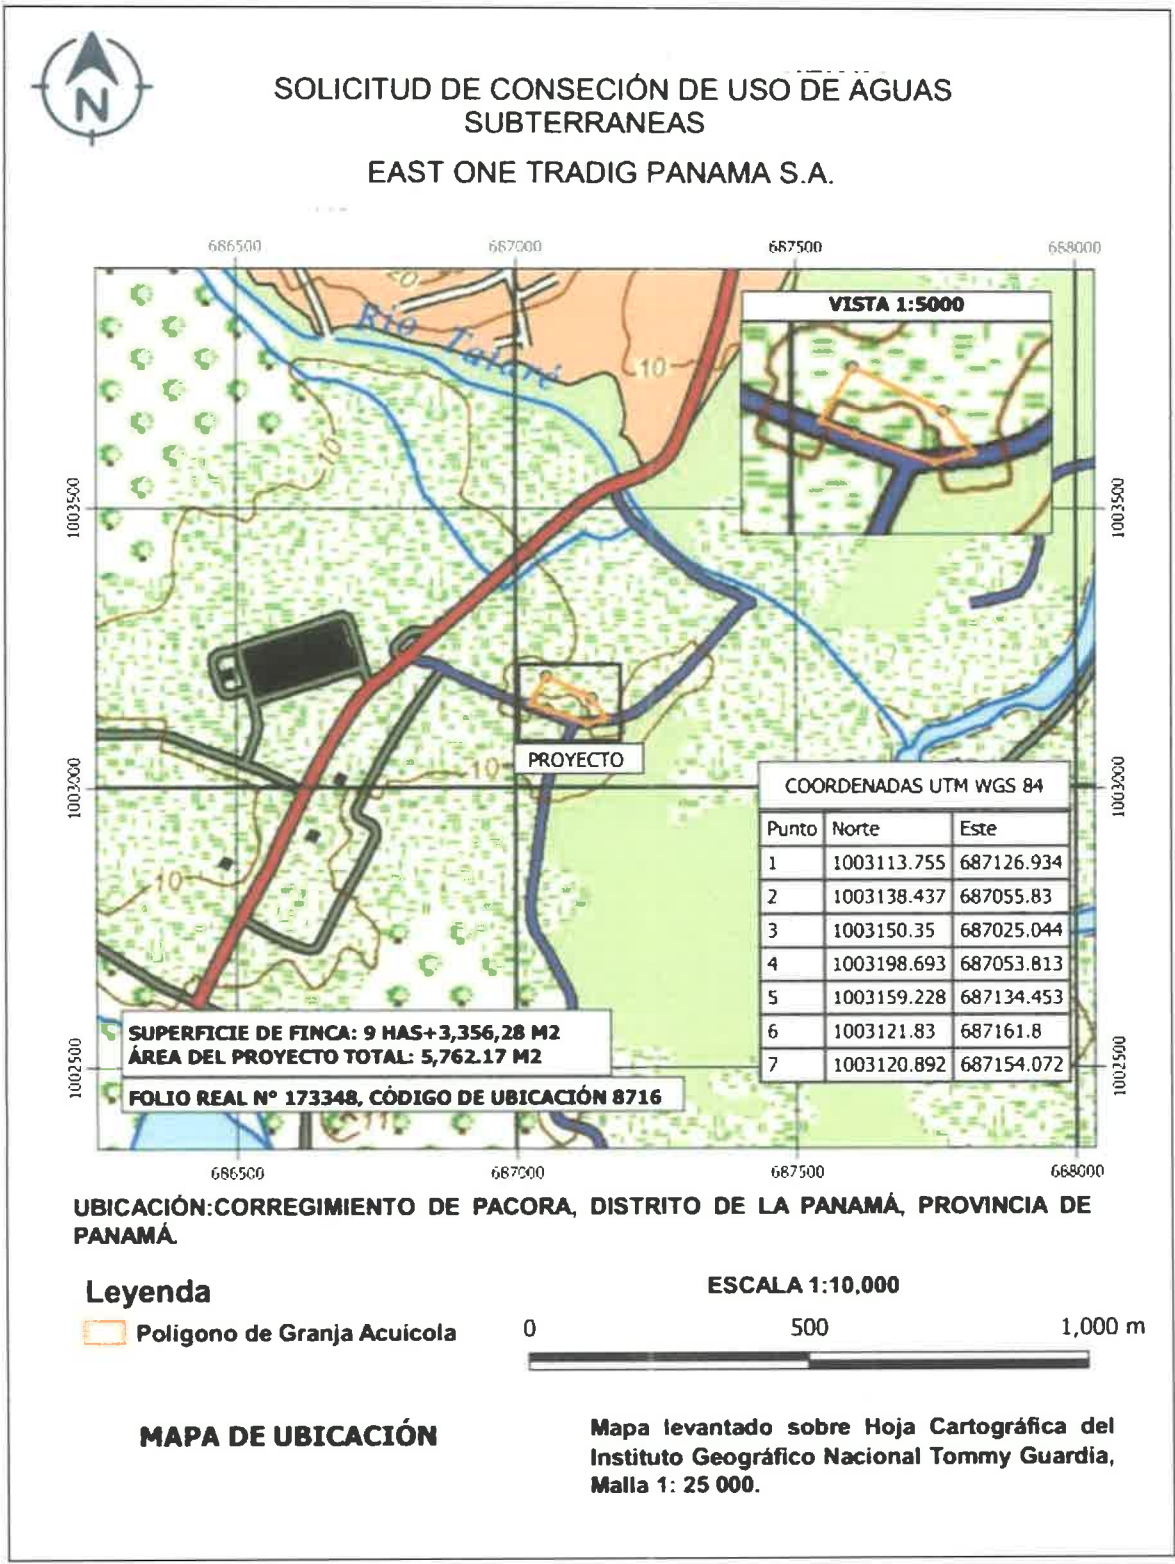 N
SOLICITUD DE CONSECIÓN DE USO DE AGUAS
SUBTERRANEAS
EAST ONE TRADIG PANAMA S.A.
686500 687000 687500 688000
VISTA 1:5000
20
Río Tataré
10
10
1003500 1003500
PROYECTO
10
1003000 1003000
COORDENADAS UTM WGS 84
Punto Norte Este
1 1003113.755 687126.934
2 1003138.437 687055.83
3 1003150.35 687025.044
4 1003198.693 687053.813
5 1003159.228 687134.453
6 1003121.83 687161.8
7 1003120.892 687154.072
10
SUPERFICIE DE FINCA: 9 HAS+3,356,28 M2
ÁREA DEL PROYECTO TOTAL: 5,762.17 M2
FOLIO REAL Nº 173348, CÓDIGO DE UBICACIÓN 8716
1002500 1002500
686500 687000 687500 688000
UBICACIÓN:CORREGIMIENTO DE PACORA, DISTRITO DE LA PANAMÁ, PROVINCIA DE
PANAMÁ.
Leyenda
Poligono de Granja Acuícola
ESCALA 1:10,000
0 500 1,000 m
MAPA DE UBICACIÓN
Mapa levantado sobre Hoja Cartográfica del
Instituto Geográfico Nacional Tommy Guardia,
Malla 1: 25 000.